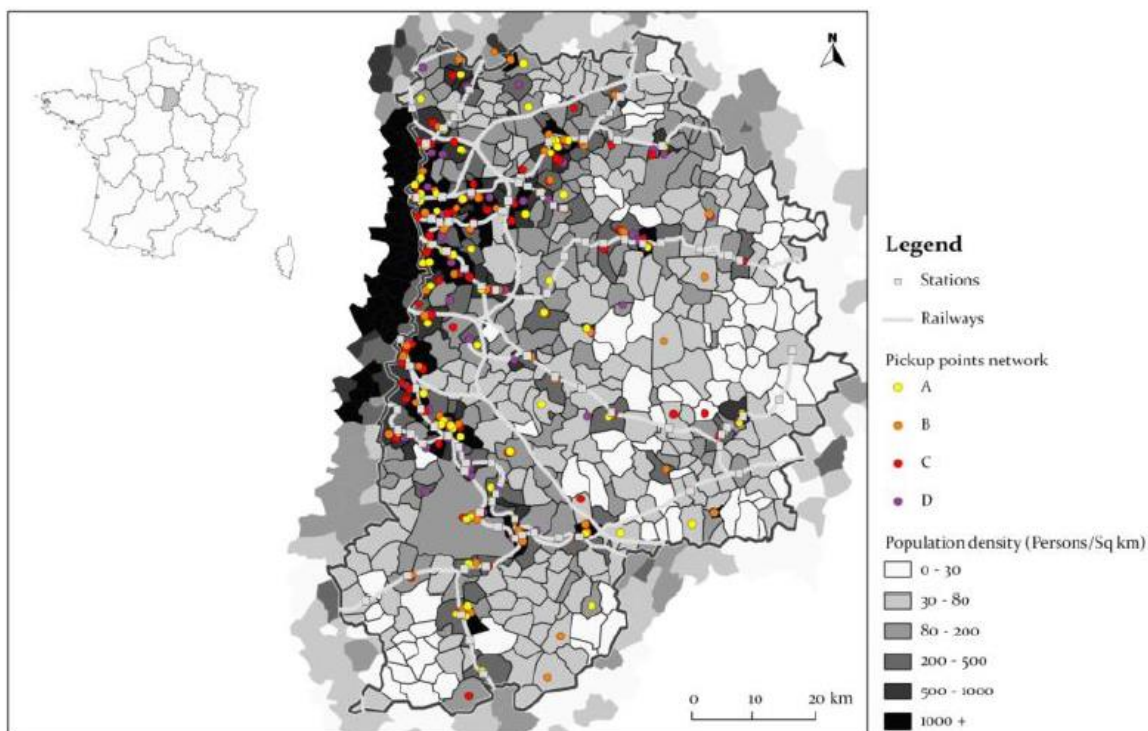 N
Legend
Stations
Railways
Pickup points network
A
B
C
D
Population density (Persons/Sq km)
0 - 30
30 - 80
80 - 200
200 - 500
500 - 1000
1000 +
0 10 20 km